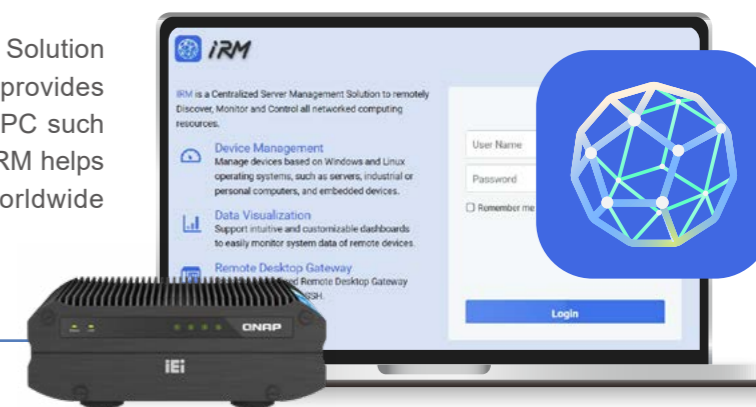 Solution
provides
PC such
RM helps
orldwide
iRM
iRM is a Centralized Server Management Solution to remotely
Discover, Monitor and Control all networked computing
resources.
Device Management
Manage devices based on Windows and Linux
operating systems, such as servers, industrial or
personal computers, and embedded devices.
Data Visualization
Support intuitive and customizable dashboards
to easily monitor system data of remote devices.
Remote Desktop Gateway
Remote Desktop Gateway
SSH.
User Name
Password
Remember me
Login
QNAP
iEi